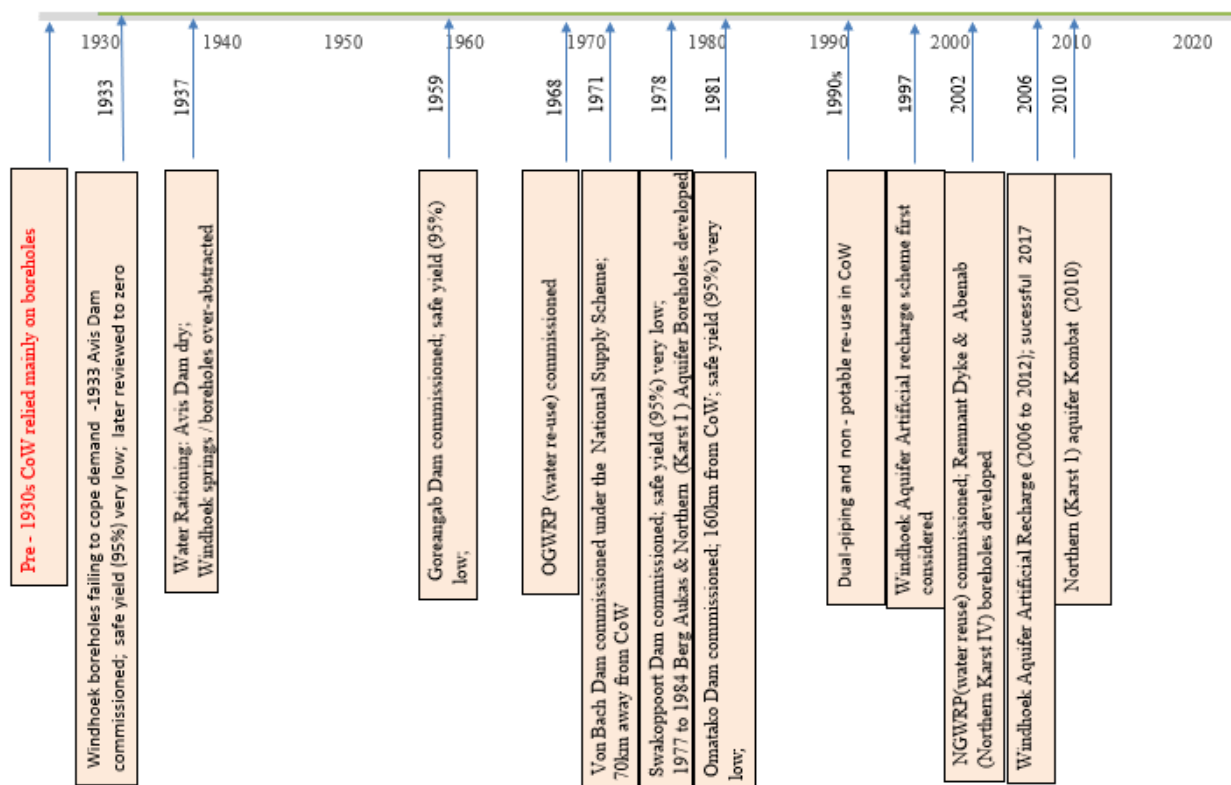 1930 1940 1950 1960 1970 1980 1990 2000 2010 2020
1933
1937
1959
1968
1971
1978
1981
1990s
1997
2002
2006
2010
Pre - 1930s CoW relied mainly on boreholes
Windhoek boreholes failing to cope demand -1933 Avis Dam
commissioned; safe yield (95%) very low; later reviewed to zero
Water Rationing: Avis Dam dry;
Windhoek springs / boreholes over-abstracted
Goreangab Dam commissioned; safe yield (95%)
low;
OGWRP (water re-use) commissioned
Von Bach Dam commissioned under the National Supply Scheme;
70km away from CoW
Swakoppoort Dam commissioned; safe yield (95%) very low;
1977 to 1984 Berg Aukas & Northern (Karst I ) Aquifer Boreholes developed
Omatako Dam commissioned; 160km from CoW; safe yield (95%) very
low;
Dual-piping and non - potable re-use in CoW
Windhoek Aquifer Artificial recharge scheme first
considered
NGWRP(water reuse) commissioned; Remnant Dyke & Abenab
(Northern Karst IV) boreholes developed
Windhoek Aquifer Artificial Recharge (2006 to 2012); sucessful 2017
Northern (Karst 1) aquifer Kombat (2010)